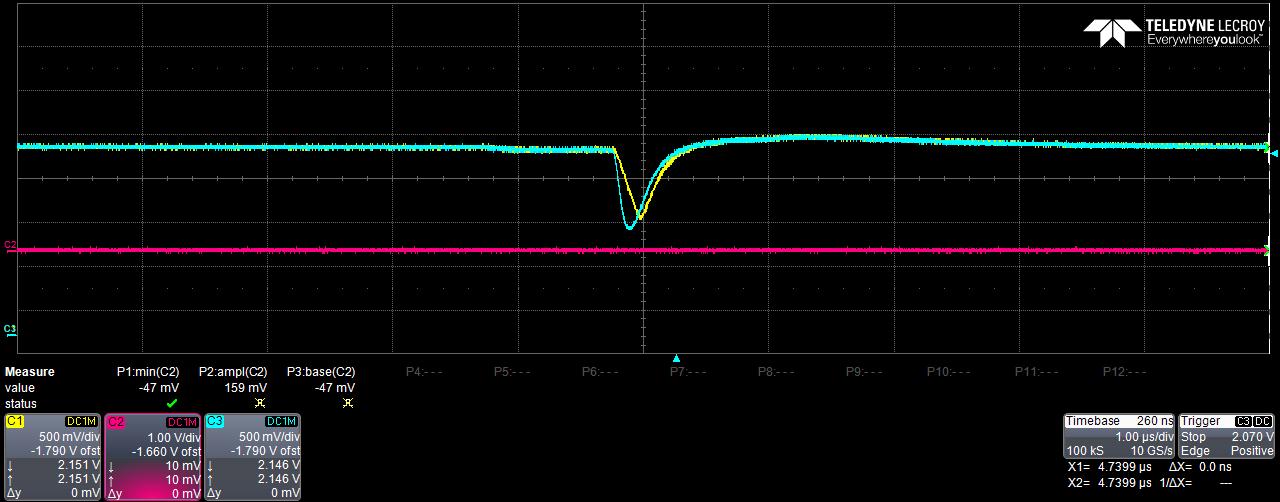 TELEDYNE LECROY
Everywhereyoulook™
C2
C3
Measure P1:min(C2) P2:ampl(C2) P3:base(C2) P4:--- P5:--- P6:--- P7:--- P8:--- P9:--- P10:--- P11:--- P12:---
value -47 mV 159 mV -47 mV
status
C1 DC1M C2 DC1M C3 DC1M Timebase 260 ns Trigger C3 DC
500 mV/div 1.00 V/div 500 mV/div 1.00 µs/div Stop 2.070 V
-1.790 V ofst -1.660 V ofst -1.790 V ofst 100 kS 10 GS/s Edge Positive
↓ 2.151 V ↓ 10 mV ↓ 2.146 V X1= 4.7399 µs ΔX= 0.0 ns
↑ 2.151 V ↑ 10 mV ↑ 2.146 V X2= 4.7399 µs 1/ΔX= ---
Δy 0 mV Δy 0 mV Δy 0 mV